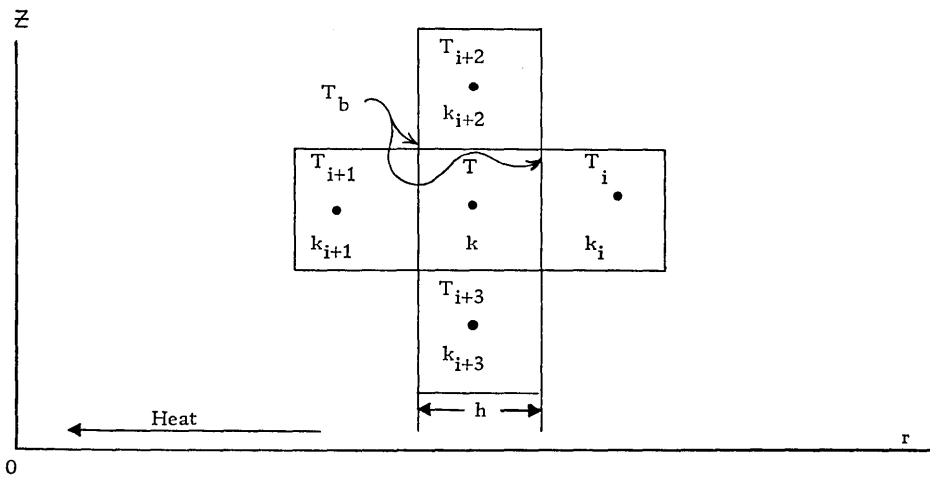 Z
T_{i+2}
T_b
k_{i+2}
T_{i+1} T T_i
k_{i+1} k k_i
T_{i+3}
k_{i+3}
Heat h
r
0